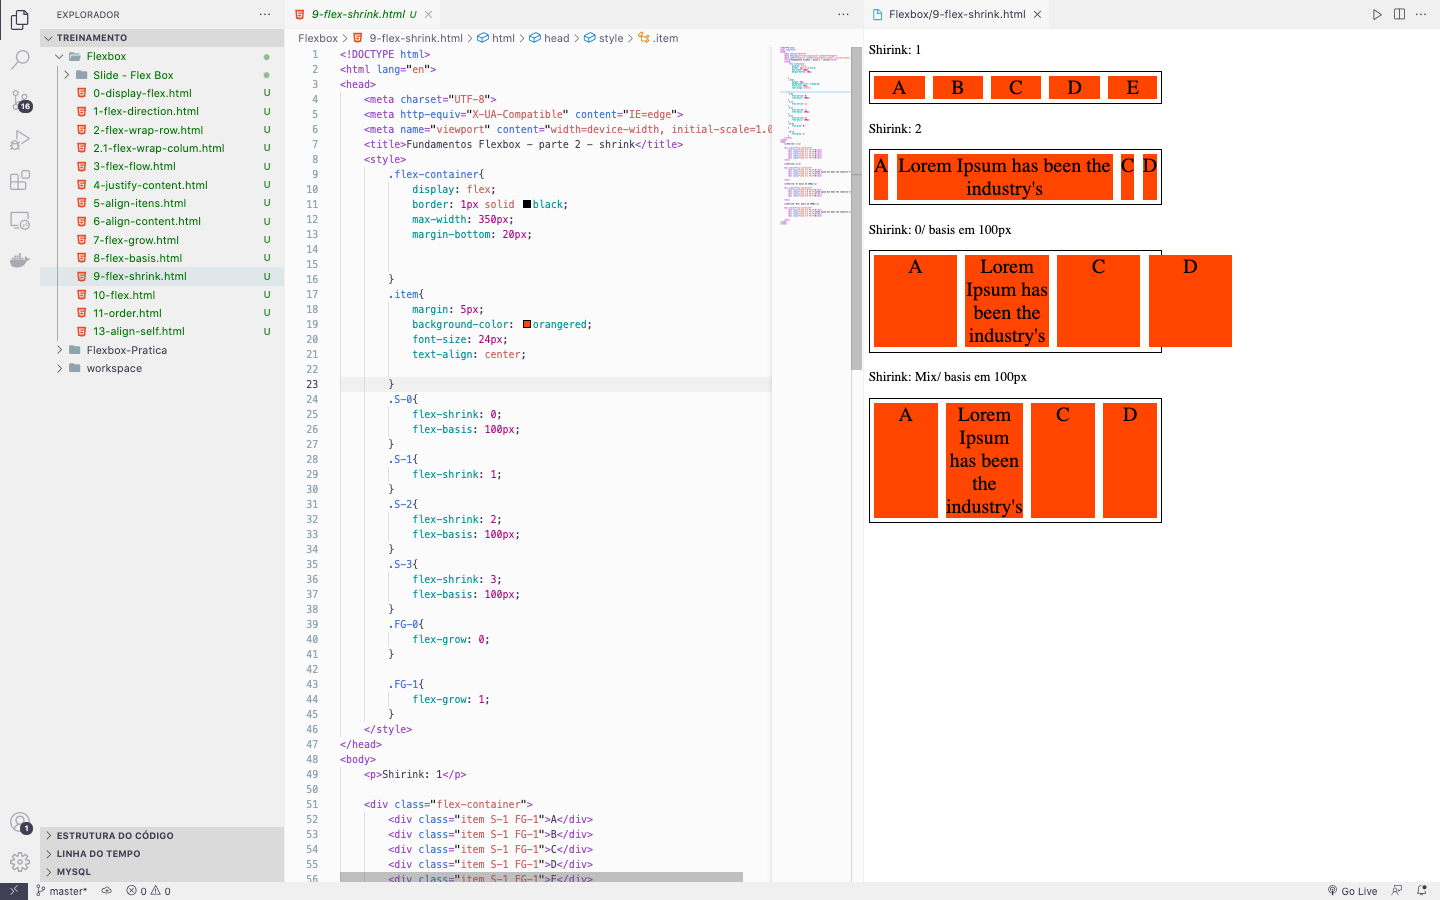 EXPLORADOR
TREINAMENTO
Flexbox
Slide - Flex Box
0-display-flex.html U
1-flex-direction.html U
2-flex-wrap-row.html U
2.1-flex-wrap-colum.html U
3-flex-flow.html U
4-justify-content.html U
5-align-itens.html U
6-align-content.html U
7-flex-grow.html U
8-flex-basis.html U
9-flex-shrink.html U
10-flex.html U
11-order.html U
13-align-self.html U
Flexbox-Pratica
workspace
16
1
ESTRUTURA DO CÓDIGO
LINHA DO TEMPO
MYSQL
9-flex-shrink.html U
Flexbox > 9-flex-shrink.html > html > head > style > .item
1 <!DOCTYPE html>
2 <html lang="en">
3 <head>
4 <meta charset="UTF-8">
5 <meta http-equiv="X-UA-Compatible" content="IE=edge">
6 <meta name="viewport" content="width=device-width, initial-scale=1.0
7 <title>Fundamentos Flexbox - parte 2 - shrink</title>
8 <style>
9 .flex-container{
10 display: flex;
11 border: 1px solid black;
12 max-width: 350px;
13 margin-bottom: 20px;
14
15
16 }
17 .item{
18 margin: 5px;
19 background-color: orangered;
20 font-size: 24px;
21 text-align: center;
22
23 }
24 .S-0{
25 flex-shrink: 0;
26 flex-basis: 100px;
27 }
28 .S-1{
29 flex-shrink: 1;
30 }
31 .S-2{
32 flex-shrink: 2;
33 flex-basis: 100px;
34 }
35 .S-3{
36 flex-shrink: 3;
37 flex-basis: 100px;
38 }
39 .FG-0{
40 flex-grow: 0;
41 }
42
43 .FG-1{
44 flex-grow: 1;
45 }
46 </style>
47 </head>
48 <body>
49 <p>Shirink: 1</p>
50
51 <div class="flex-container">
52 <div class="item S-1 FG-1">A</div>
53 <div class="item S-1 FG-1">B</div>
54 <div class="item S-1 FG-1">C</div>
55 <div class="item S-1 FG-1">D</div>
56 <div class="item S-1 FG-1">E</div>
Flexbox/9-flex-shrink.html
Shirink: 1
A B C D E
Shirink: 2
A Lorem Ipsum has been the industry's C D
Shirink: 0/ basis em 100px
A Lorem Ipsum has been the industry's C D
Shirink: Mix/ basis em 100px
A Lorem Ipsum has been the industry's C D
master* 0 0
Go Live